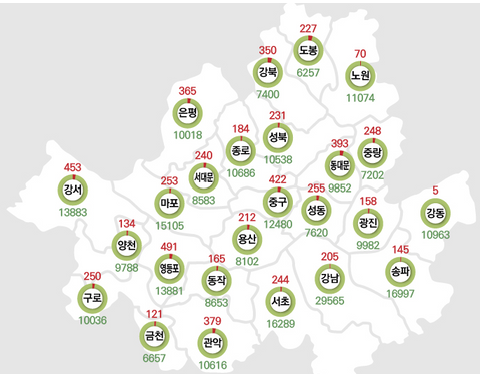 227
도봉
6257
350
강북
7400
70
노원
11074
365
은평
10018
231
성북
10538
184
종로
10686
393
동대문
9852
248
중랑
7202
240
서대문
8583
453
강서
13883
253
마포
15105
422
중구
12480
255
성동
7620
158
광진
9982
5
강동
10963
134
양천
9788
212
용산
8102
491
영등포
13881
165
동작
8653
205
강남
29565
145
송파
16997
250
구로
10036
244
서초
16289
121
금천
6657
379
관악
10616